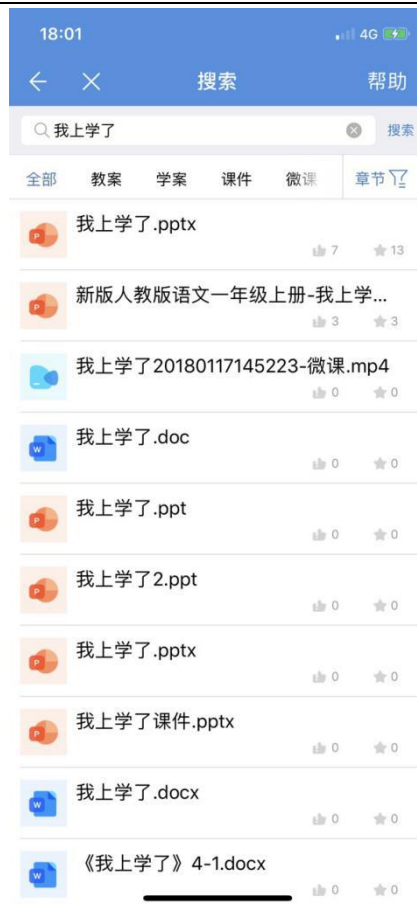 18:01 4G
搜索 帮助
我上学了 搜索
全部 教案 学案 课件 微课 章节
我上学了.pptx
7 13
新版人教版语文一年级上册-我上学...
3 3
我上学了20180117145223-微课.mp4
0 0
我上学了.doc
0 0
我上学了.ppt
0 0
我上学了2.ppt
0 0
我上学了.pptx
0 0
我上学了课件.pptx
0 0
我上学了.docx
0 0
《我上学了》4-1.docx
0 0